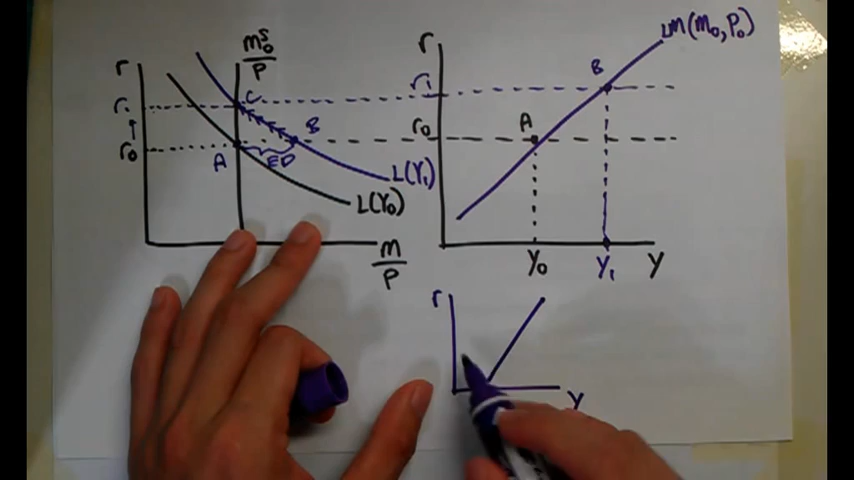 r
m₀ˢ
P
r₁
r₀
C
A
B
ED
L(Y₁)
L(Y₀)
m
P
r
r₁
r₀
A
B
LM(m₀,P₀)
Y₀
Y₁
Y
r
Y